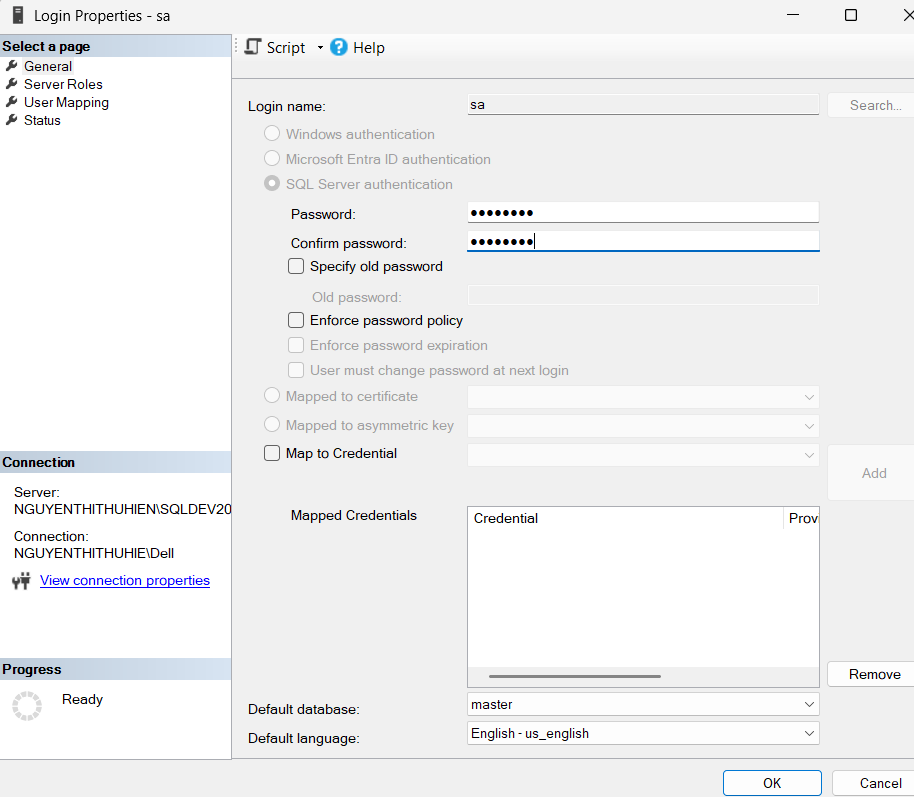 Login Properties - sa
Select a page
General
Server Roles
User Mapping
Status
Script
Help
Login name:
sa
Search...
Windows authentication
Microsoft Entra ID authentication
SQL Server authentication
Password:
●●●●●●●●
Confirm password:
●●●●●●●●
Specify old password
Old password:
Enforce password policy
Enforce password expiration
User must change password at next login
Mapped to certificate
Mapped to asymmetric key
Map to Credential
Add
Mapped Credentials
Credential
Prov
Remove
Default database:
master
Default language:
English - us_english
Connection
Server:
NGUYENTHITHUHIEN\SQLDEV20
Connection:
NGUYENTHITHUHIE\Dell
View connection properties
Progress
Ready
OK
Cancel